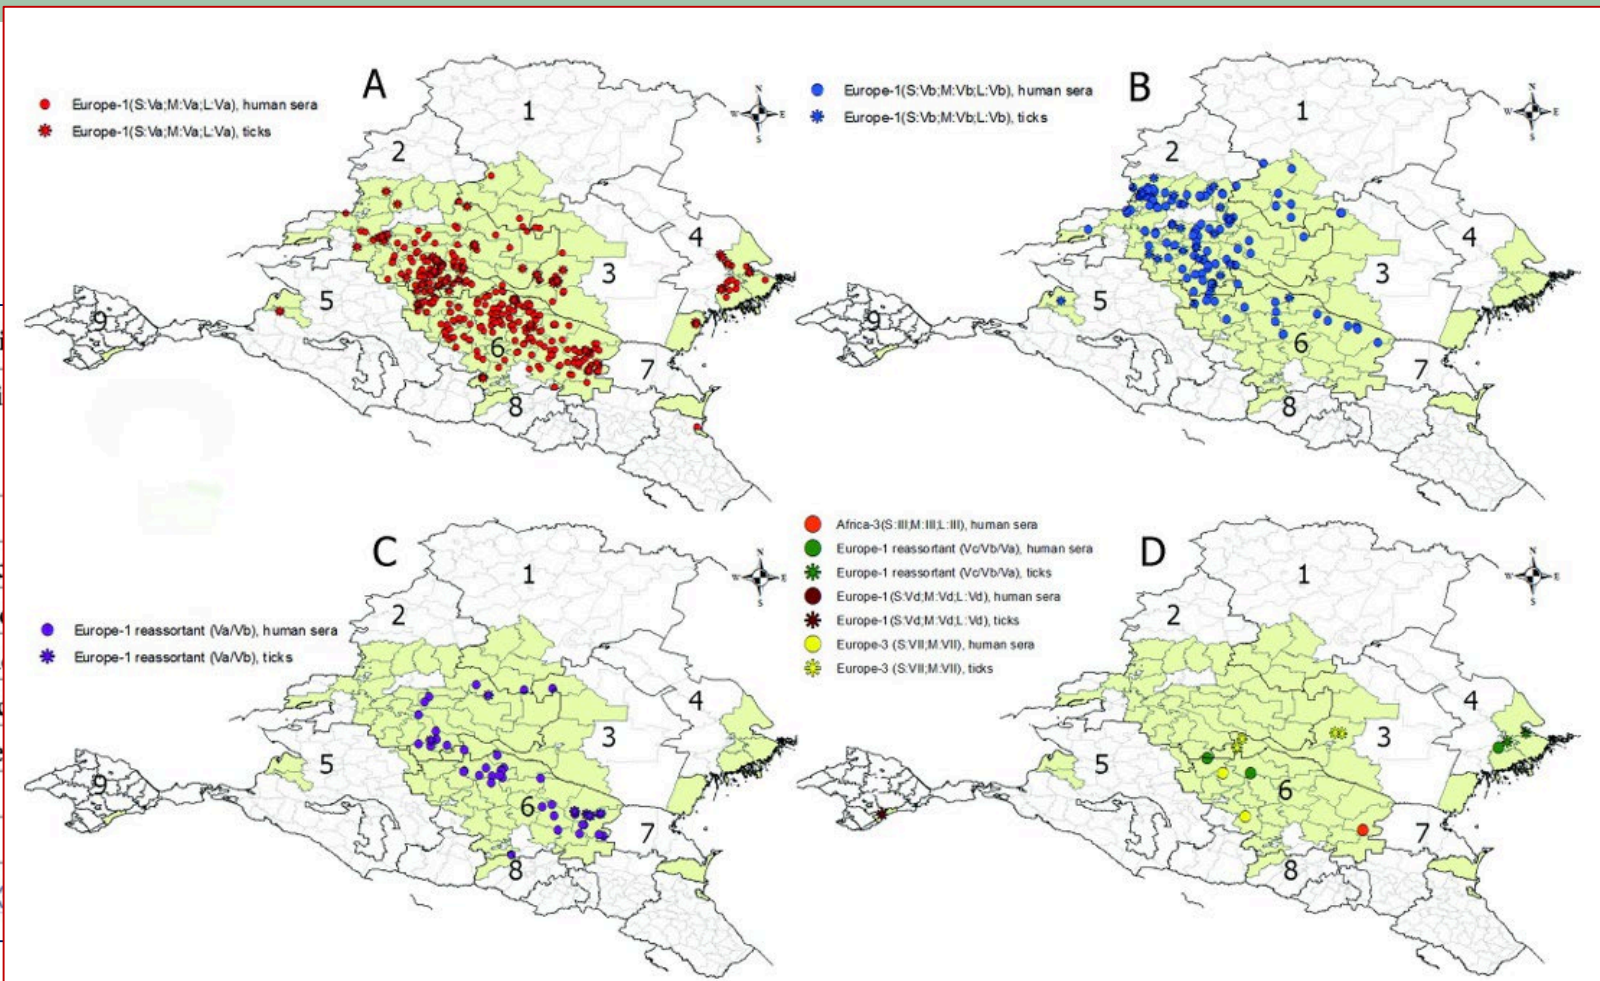 A
Europe-1(S:Va;M:Va;L:Va), human sera
Europe-1(S:Va;M:Va;L:Va), ticks
N
W
E
S
1
2
3
4
5
6
7
8
9
B
Europe-1(S:Vb;M:Vb;L:Vb), human sera
Europe-1(S:Vb;M:Vb;L:Vb), ticks
N
W
E
S
1
2
3
4
5
6
7
8
9
C
Europe-1 reassortant (Va/Vb), human sera
Europe-1 reassortant (Va/Vb), ticks
N
W
E
S
1
2
3
4
5
6
7
8
9
D
Africa-3(S:III;M:III;L:III), human sera
Europe-1 reassortant (Vc/Vb/Va), human sera
Europe-1 reassortant (Vc/Vb/Va), ticks
Europe-1(S:Vd;M:Vd;L:Vd), human sera
Europe-1(S:Vd;M:Vd;L:Vd), ticks
Europe-3 (S:VII;M:VII), human sera
Europe-3 (S:VII;M:VII), ticks
N
W
E
S
1
2
3
4
5
6
7
8
9